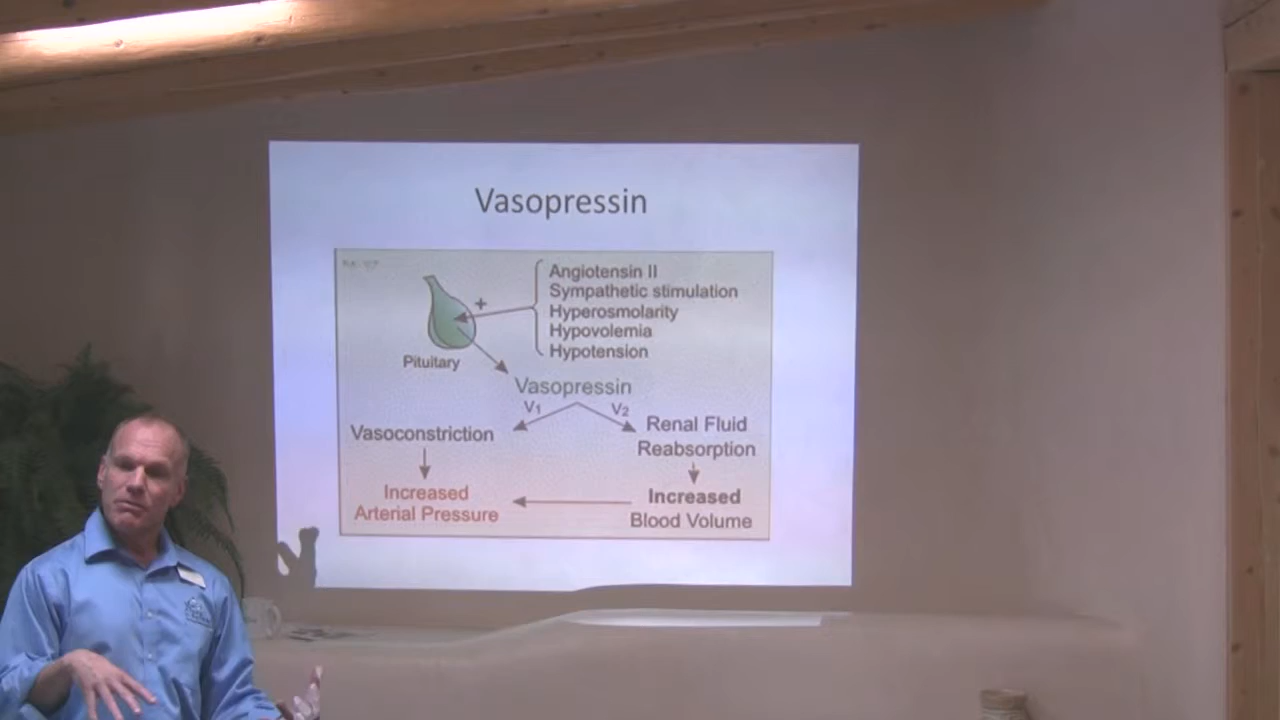 Vasopressin
Angiotensin II
Sympathetic stimulation
+
Hyperosmolarity
Hypovolemia
Hypotension
Pituitary
Vasopressin
V1
V2
Renal Fluid
Reabsorption
Vasoconstriction
Increased
Arterial Pressure
Increased
Blood Volume